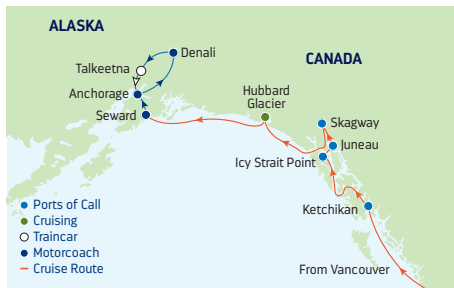 ALASKA
Denali
CANADA
Talkeetna
Anchorage
Hubbard
Glacier
Seward
Skagway
Juneau
Icy Strait Point
Ketchikan
Ports of Call
Cruising
Traincar
Motorcoach
Cruise Route
From Vancouver